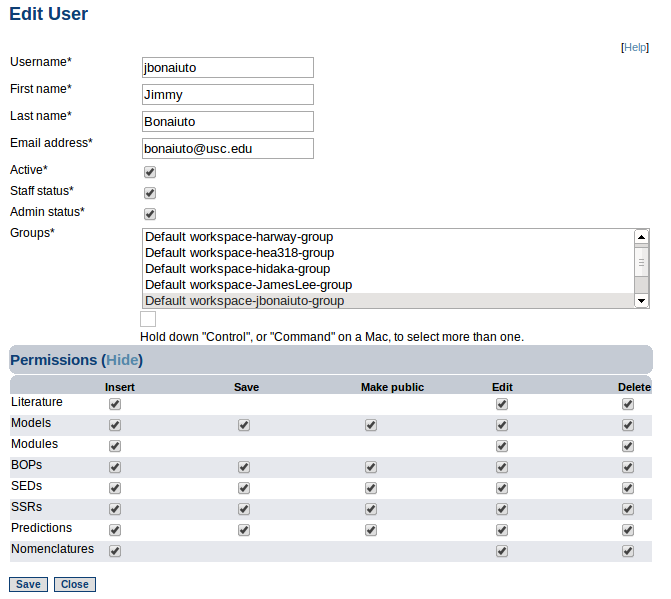 Edit User
[Help]
Username* jbonaiuto
First name* Jimmy
Last name* Bonaiuto
Email address* bonaiuto@usc.edu
Active*
Staff status*
Admin status*
Groups* Default workspace-harway-group
Default workspace-hea318-group
Default workspace-hidaka-group
Default workspace-JamesLee-group
Default workspace-jbonaiuto-group
Hold down "Control", or "Command" on a Mac, to select more than one.
Permissions (Hide)
Insert Save Make public Edit Delete
Literature
Models
Modules
BOPs
SEDs
SSRs
Predictions
Nomenclatures
Save Close